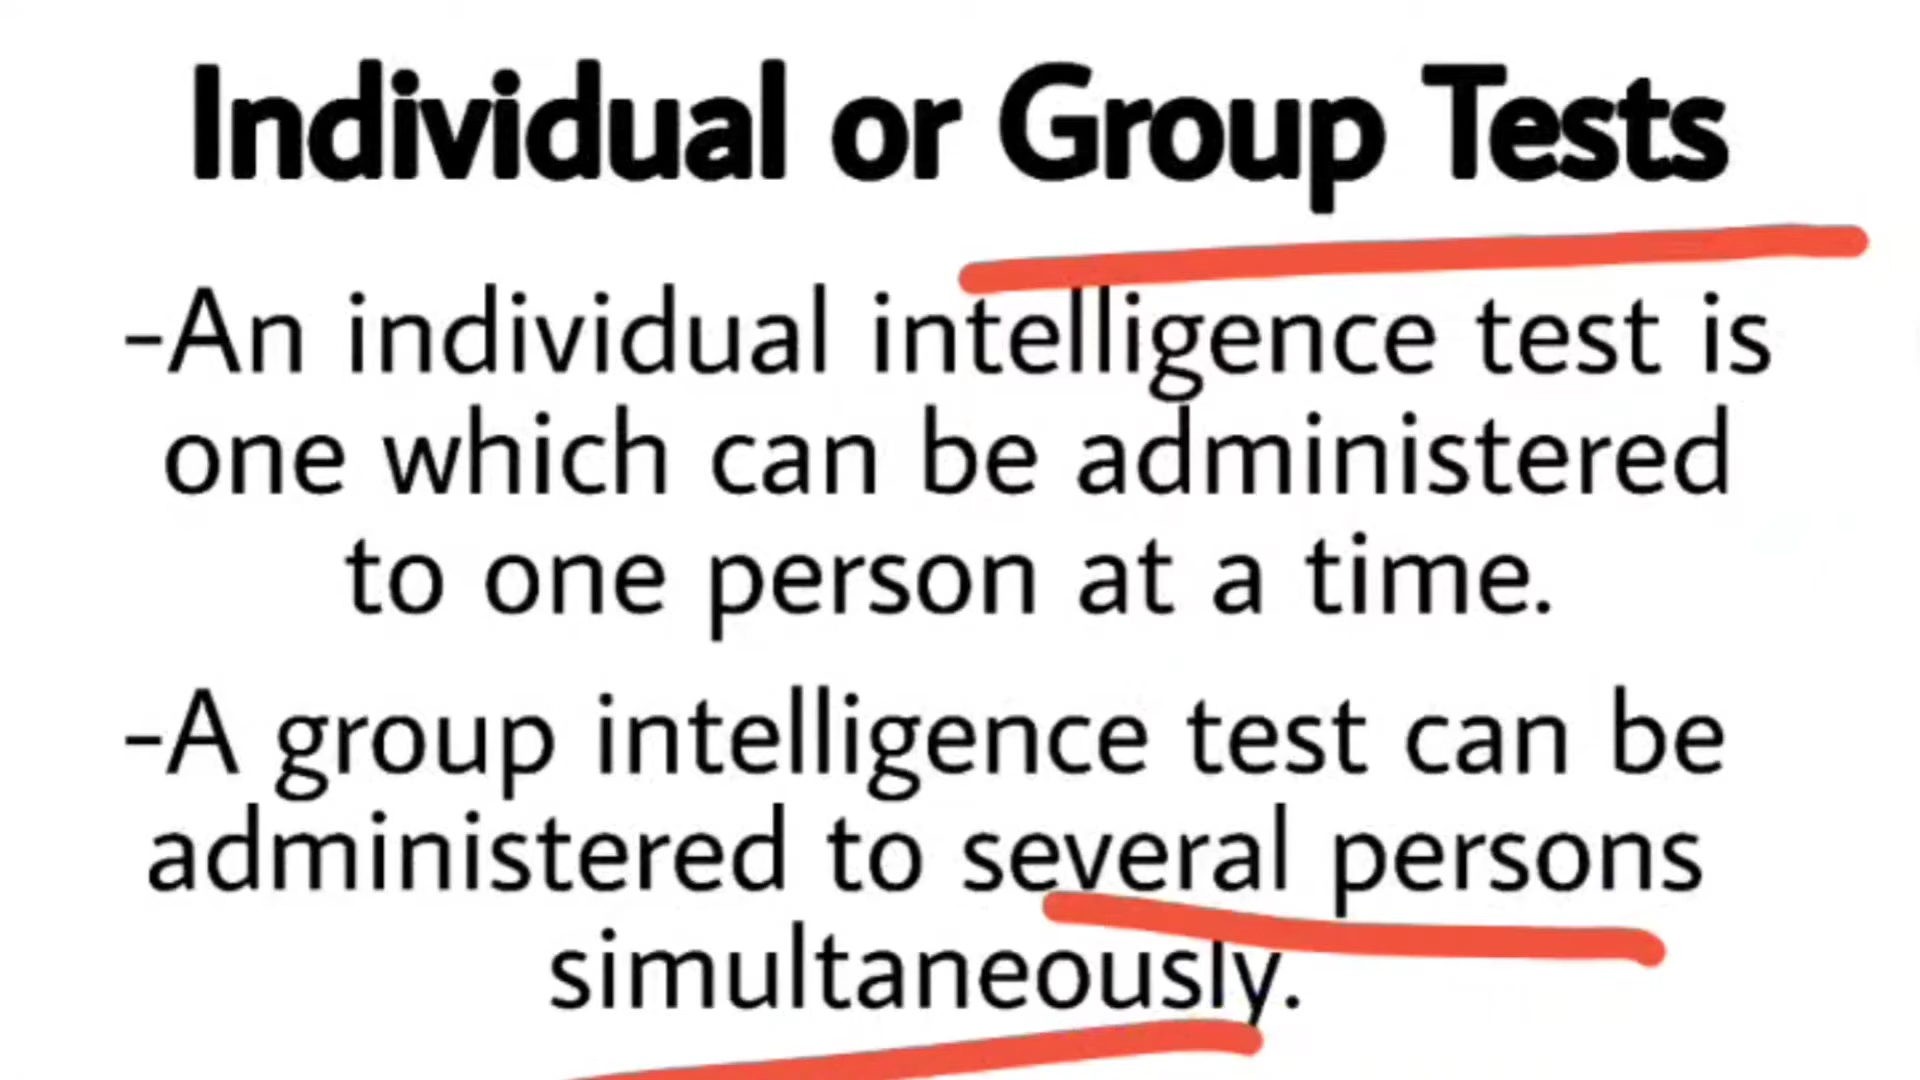 Individual or Group Tests
-An individual intelligence test is
one which can be administered
to one person at a time.
-A group intelligence test can be
administered to several persons
simultaneously.